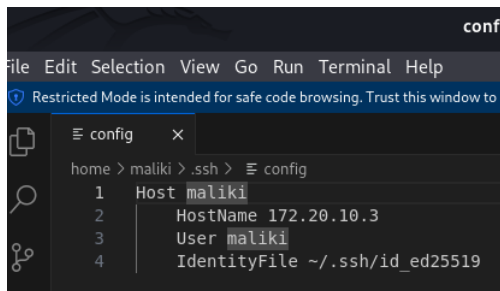 conf
File Edit Selection View Go Run Terminal Help
Restricted Mode is intended for safe code browsing. Trust this window to
config ×
home > maliki > .ssh > config
1 Host maliki
2 HostName 172.20.10.3
3 User maliki
4 IdentityFile ~/.ssh/id_ed25519